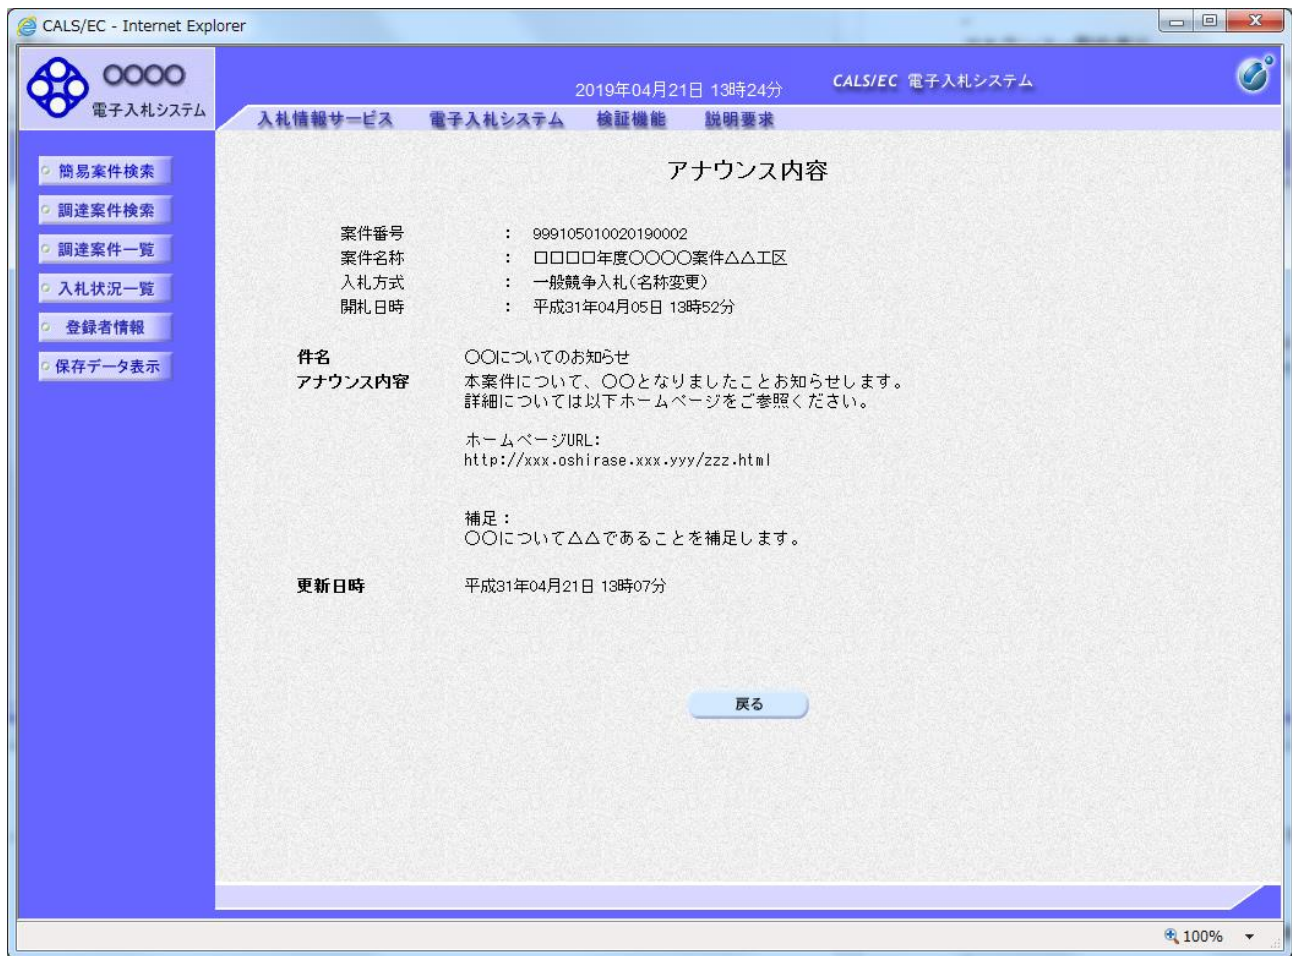 CALS/EC - Internet Explorer
○○○○
電子入札システム
2019年04月21日 13時24分
CALS/EC 電子入札システム
入札情報サービス 電子入札システム 検証機能 説明要求
簡易案件検索
調達案件検索
調達案件一覧
入札状況一覧
登録者情報
保存データ表示
アナウンス内容
案件番号 : 999105010020190002
案件名称 : □□□□年度○○○○案件△△工区
入札方式 : 一般競争入札(名称変更)
開札日時 : 平成31年04月05日 13時52分
件名 ○○についてのお知らせ
アナウンス内容 本案件について、○○となりましたことお知らせします。
詳細については以下ホームページをご参照ください。
ホームページURL:
http://xxx.oshirase.xxx.yyy/zzz.html
補足:
○○について△△であることを補足します。
更新日時 平成31年04月21日 13時07分
戻る
100%